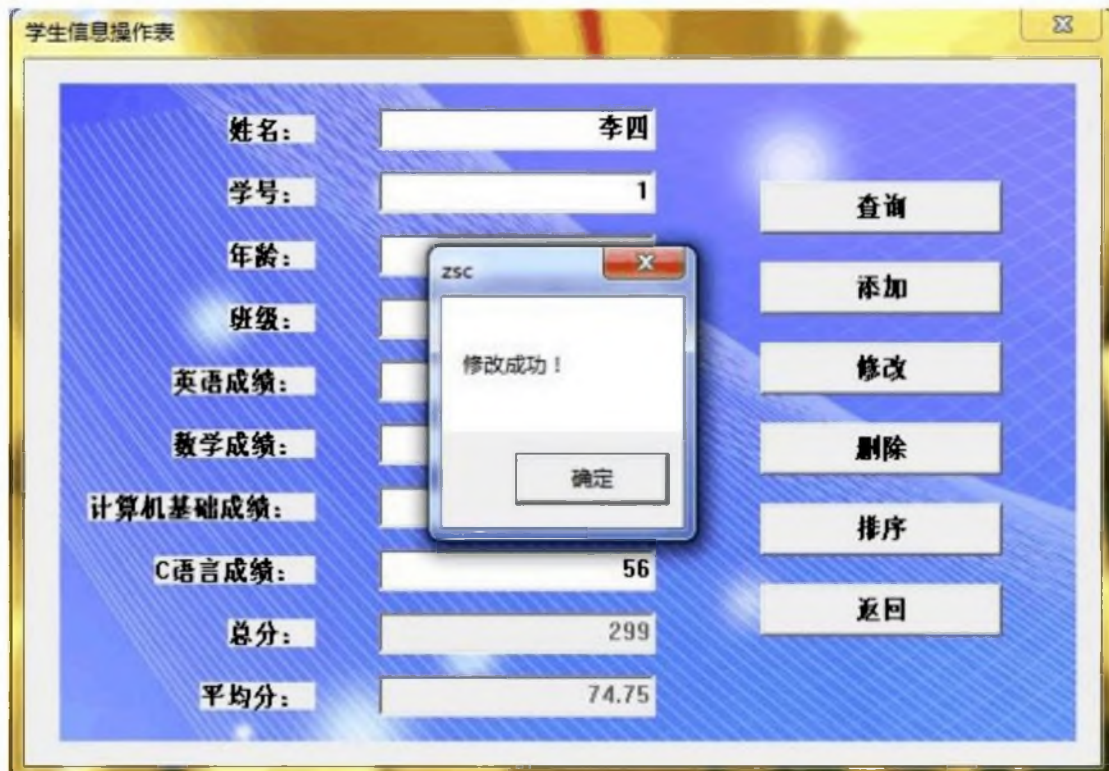 学生信息操作表
姓名： 李四
学号： 1
年龄：
班级：
英语成绩：
数学成绩：
计算机基础成绩：
C语言成绩： 56
总分： 299
平均分： 74.75
查询
添加
修改
删除
排序
返回
zsc
修改成功！
确定